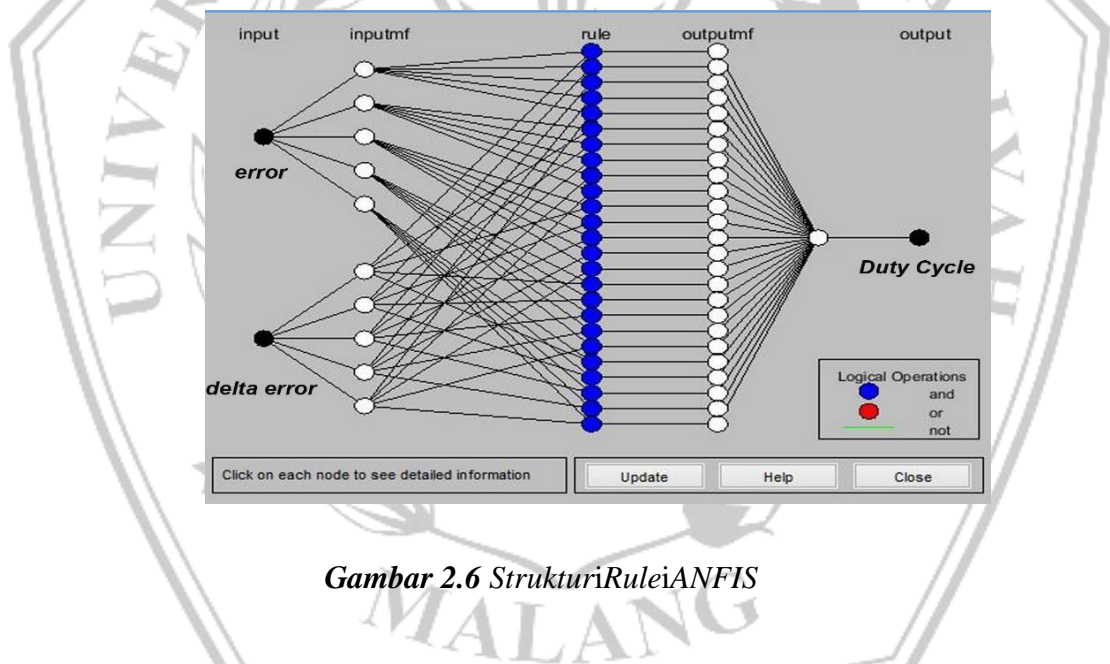 input inputmf rule outputmf output
error
Duty Cycle
delta error
Logical Operations
and
or
not
Click on each node to see detailed information Update Help Close
Gambar 2.6 StrukturiRuleiANFIS
MALANG